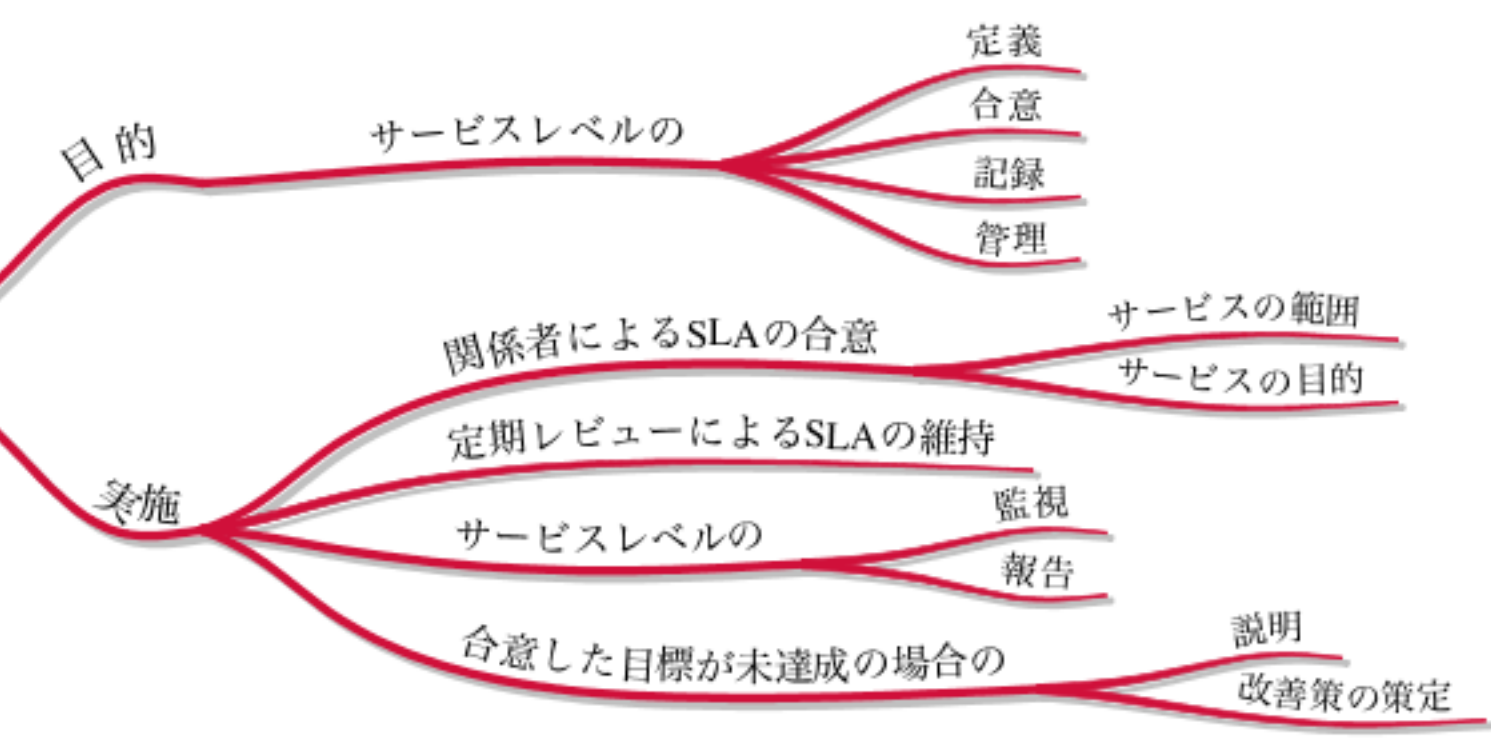 目的
サービスレベルの
定義
合意
記録
管理
実施
関係者によるSLAの合意
サービスの範囲
サービスの目的
定期レビューによるSLAの維持
サービスレベルの
監視
報告
合意した目標が未達成の場合の
説明
改善策の策定